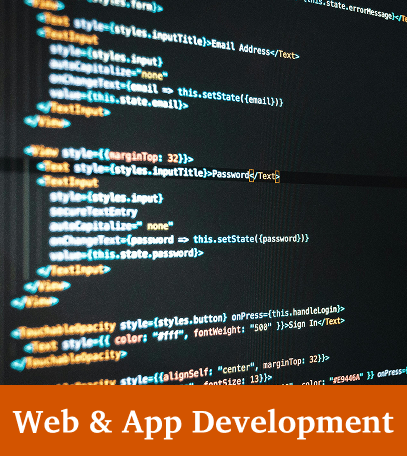 <View style={styles.form}>
{this.state.errorMessage}</Te
<View>
<Text style={styles.inputTitle}>Email Address</Text>
<TextInput
style={styles.input}
autoCapitalize="none"
onChangeText={email => this.setState({email})}
value={this.state.email}>
</TextInput>
</View>
<View style={{marginTop: 32}}>
<Text style={styles.inputTitle}>Password</Text>
<TextInput
style={styles.input}
secureTextEntry
autoCapitalize=" none"
onChangeText={password => this.setState({password})}
value={this.state.password}>
</TextInput>
</View>
</View>
<TouchableOpacity style={styles.button} onPress={this.handleLogin}>
<Text style={{ color: "#fff", fontWeight: "500" }}>Sign In</Text>
</TouchableOpacity>
style={{alignSelf: "center", marginTop: 32}}>
fontSize: 13}}>
color: "#E9446A" }} onPress=
Web & App Development